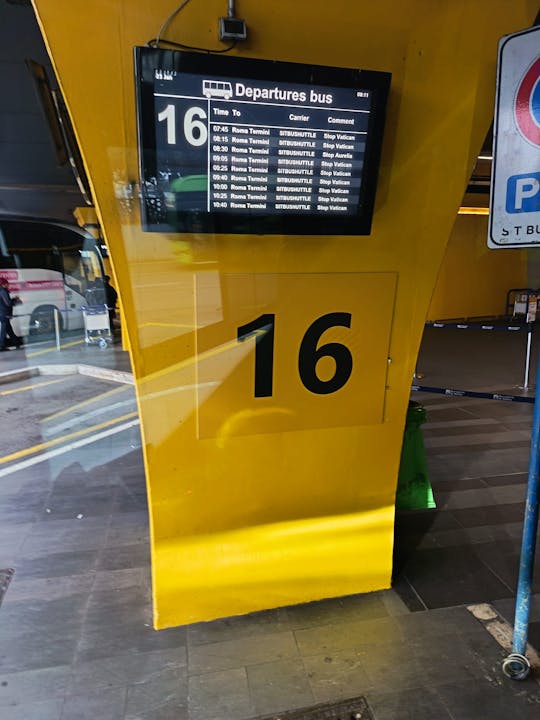 Departures bus 08:11
16
Time To Carrier Comment
07:45 Roma Termini SITBUSHUTTLE Stop Vatican
08:15 Roma Termini SITBUSHUTTLE Stop Vatican
08:30 Roma Termini SITBUSHUTTLE Stop Aurelia
09:05 Roma Termini SITBUSHUTTLE Stop Vatican
09:25 Roma Termini SITBUSHUTTLE Stop Vatican
09:40 Roma Termini SITBUSHUTTLE Stop Vatican
10:00 Roma Termini SITBUSHUTTLE Stop Vatican
10:25 Roma Termini SITBUSHUTTLE Stop Vatican
10:40 Roma Termini SITBUSHUTTLE Stop Vatican
16
P